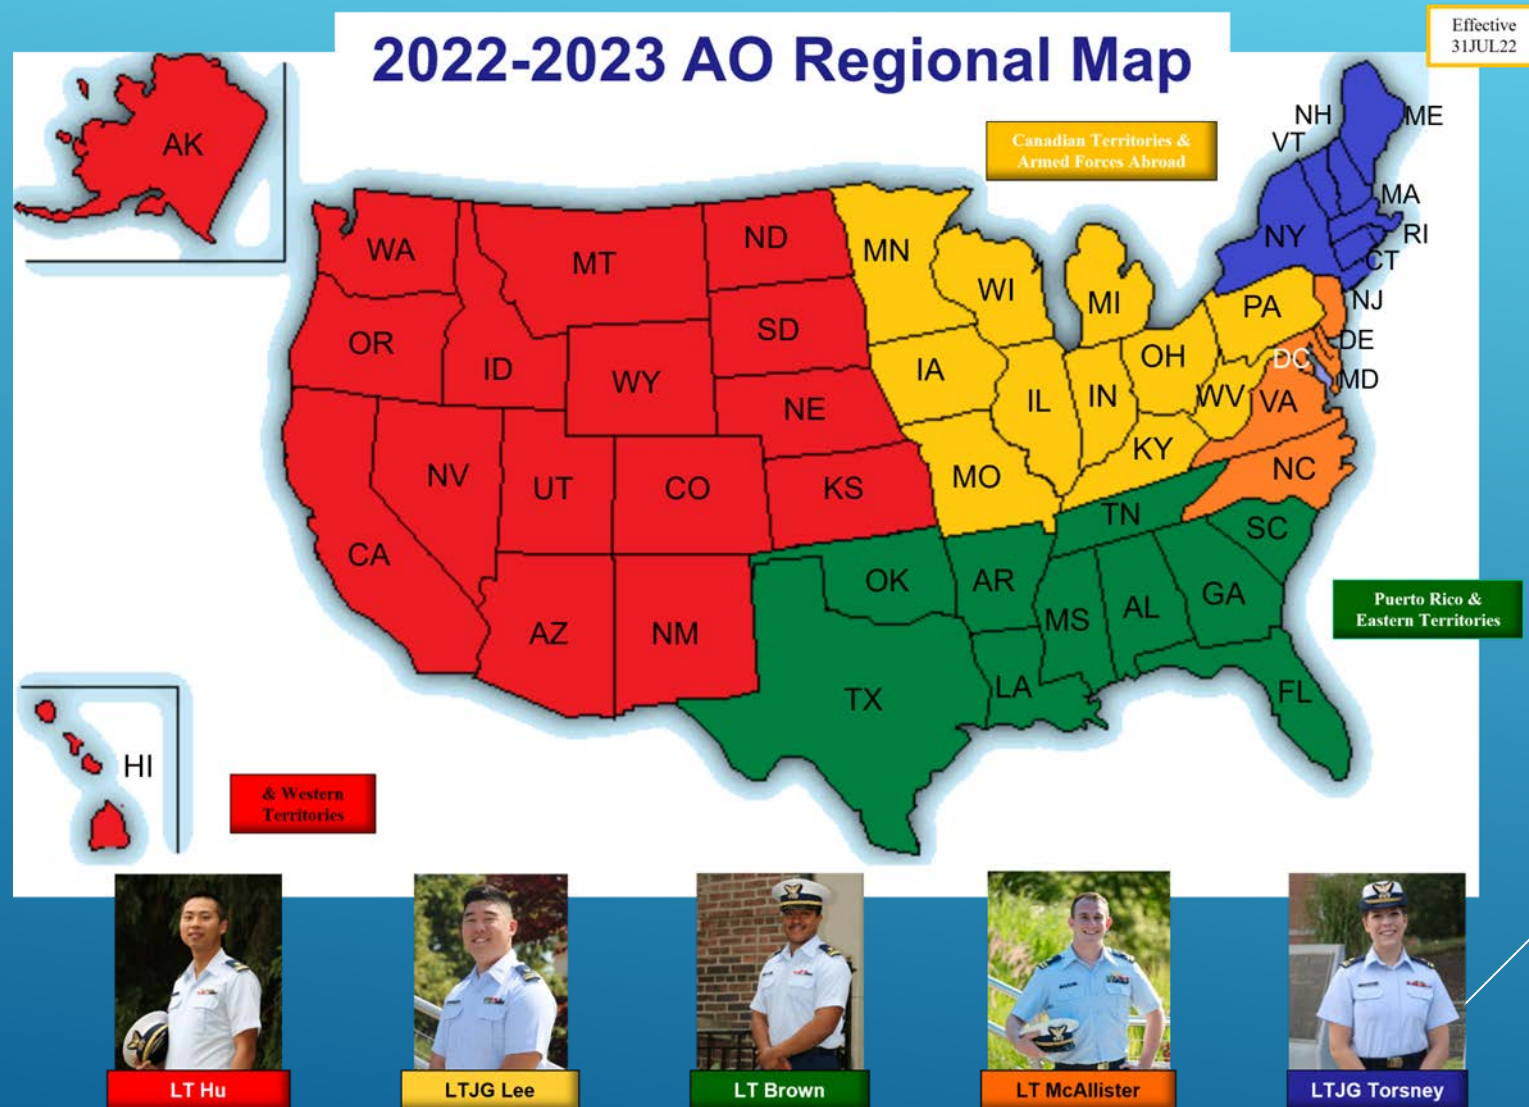 2022-2023 AO Regional Map
Effective
31JUL22
Canadian Territories &
Armed Forces Abroad
AK
NH
ME
VT
MA
RI
NY
CT
WA
MT
ND
MN
WI
MI
PA
NJ
OR
ID
SD
WY
IA
OH
DE
DC
MD
NE
IL
IN
WV
VA
KY
NV
UT
CO
KS
MO
NC
TN
SC
CA
OK
AR
MS
AL
GA
AZ
NM
Puerto Rico &
Eastern Territories
TX
LA
FL
HI
& Western
Territories
LT Hu
LTJG Lee
LT Brown
LT McAllister
LTJG Torsney